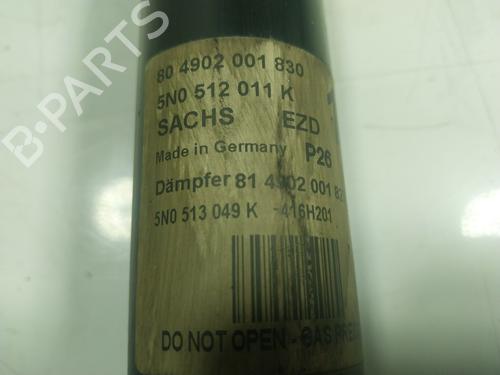 80 4902 001 830
5N0 512 011 K
SACHS EZD
Made in Germany P26
Dämpfer 81 4902 001
5N0 513 049 K -416H201
DO NOT OPEN - GAS
B-PARTS